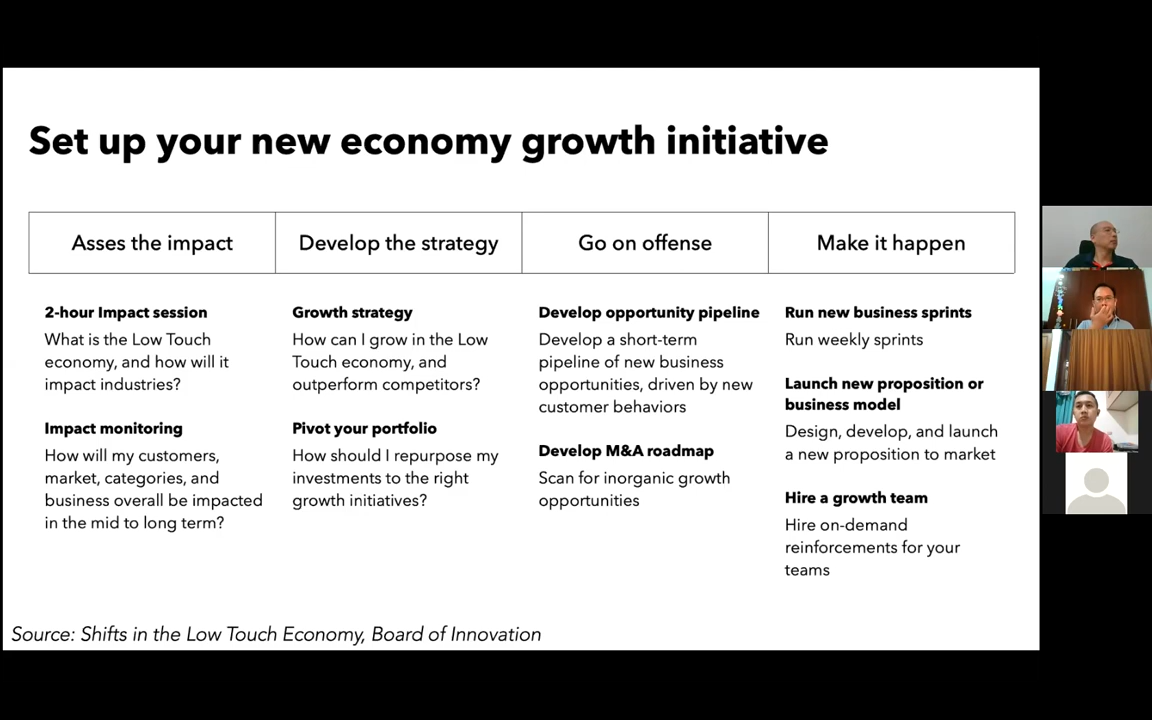 Set up your new economy growth initiative
Asses the impact
Develop the strategy
Go on offense
Make it happen
2-hour Impact session
What is the Low Touch
economy, and how will it
impact industries?
Impact monitoring
How will my customers,
market, categories, and
business overall be impacted
in the mid to long term?
Growth strategy
How can I grow in the Low
Touch economy, and
outperform competitors?
Pivot your portfolio
How should I repurpose my
investments to the right
growth initiatives?
Develop opportunity pipeline
Develop a short-term
pipeline of new business
opportunities, driven by new
customer behaviors
Develop M&A roadmap
Scan for inorganic growth
opportunities
Run new business sprints
Run weekly sprints
Launch new proposition or
business model
Design, develop, and launch
a new proposition to market
Hire a growth team
Hire on-demand
reinforcements for your
teams
Source: Shifts in the Low Touch Economy, Board of Innovation